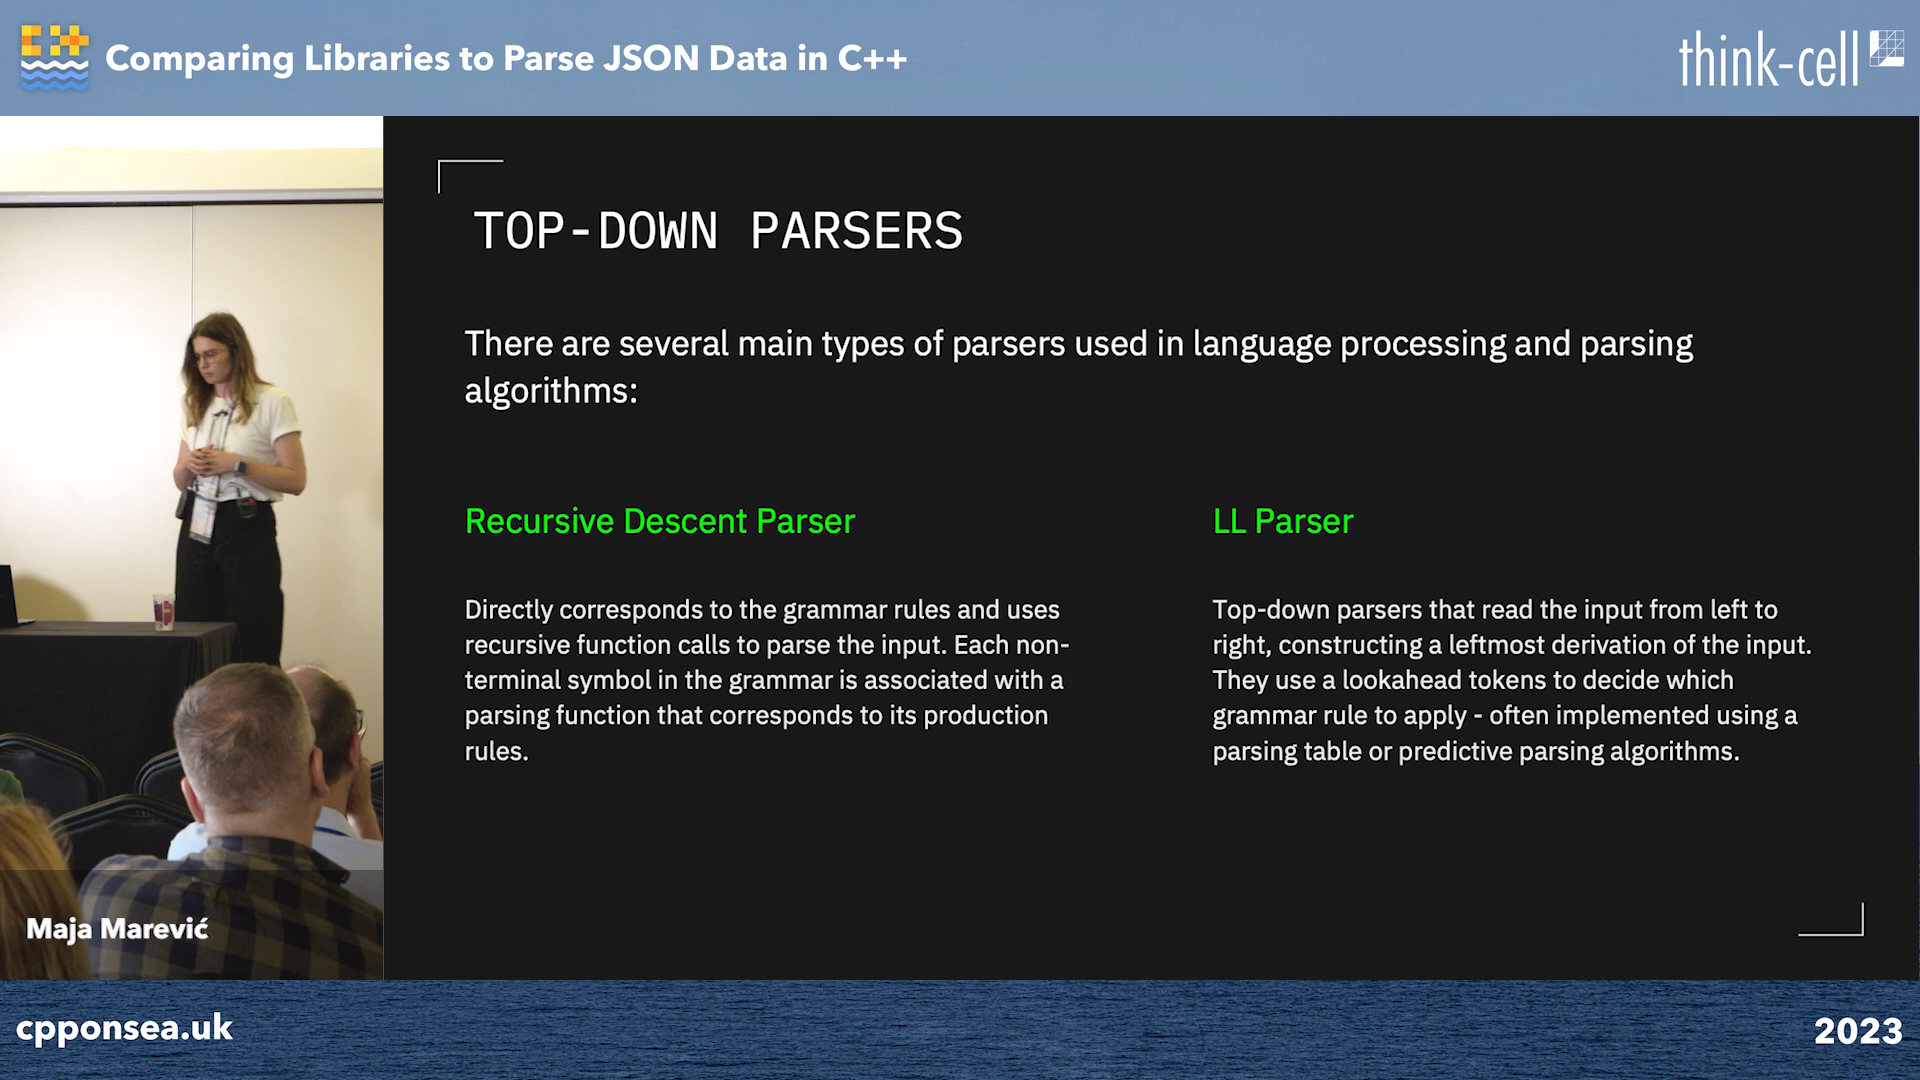 Comparing Libraries to Parse JSON Data in C++
think-cell
TOP-DOWN PARSERS
There are several main types of parsers used in language processing and parsing
algorithms:
Recursive Descent Parser
Directly corresponds to the grammar rules and uses
recursive function calls to parse the input. Each non-
terminal symbol in the grammar is associated with a
parsing function that corresponds to its production
rules.
LL Parser
Top-down parsers that read the input from left to
right, constructing a leftmost derivation of the input.
They use a lookahead tokens to decide which
grammar rule to apply - often implemented using a
parsing table or predictive parsing algorithms.
Maja Marević
cpponsea.uk
2023